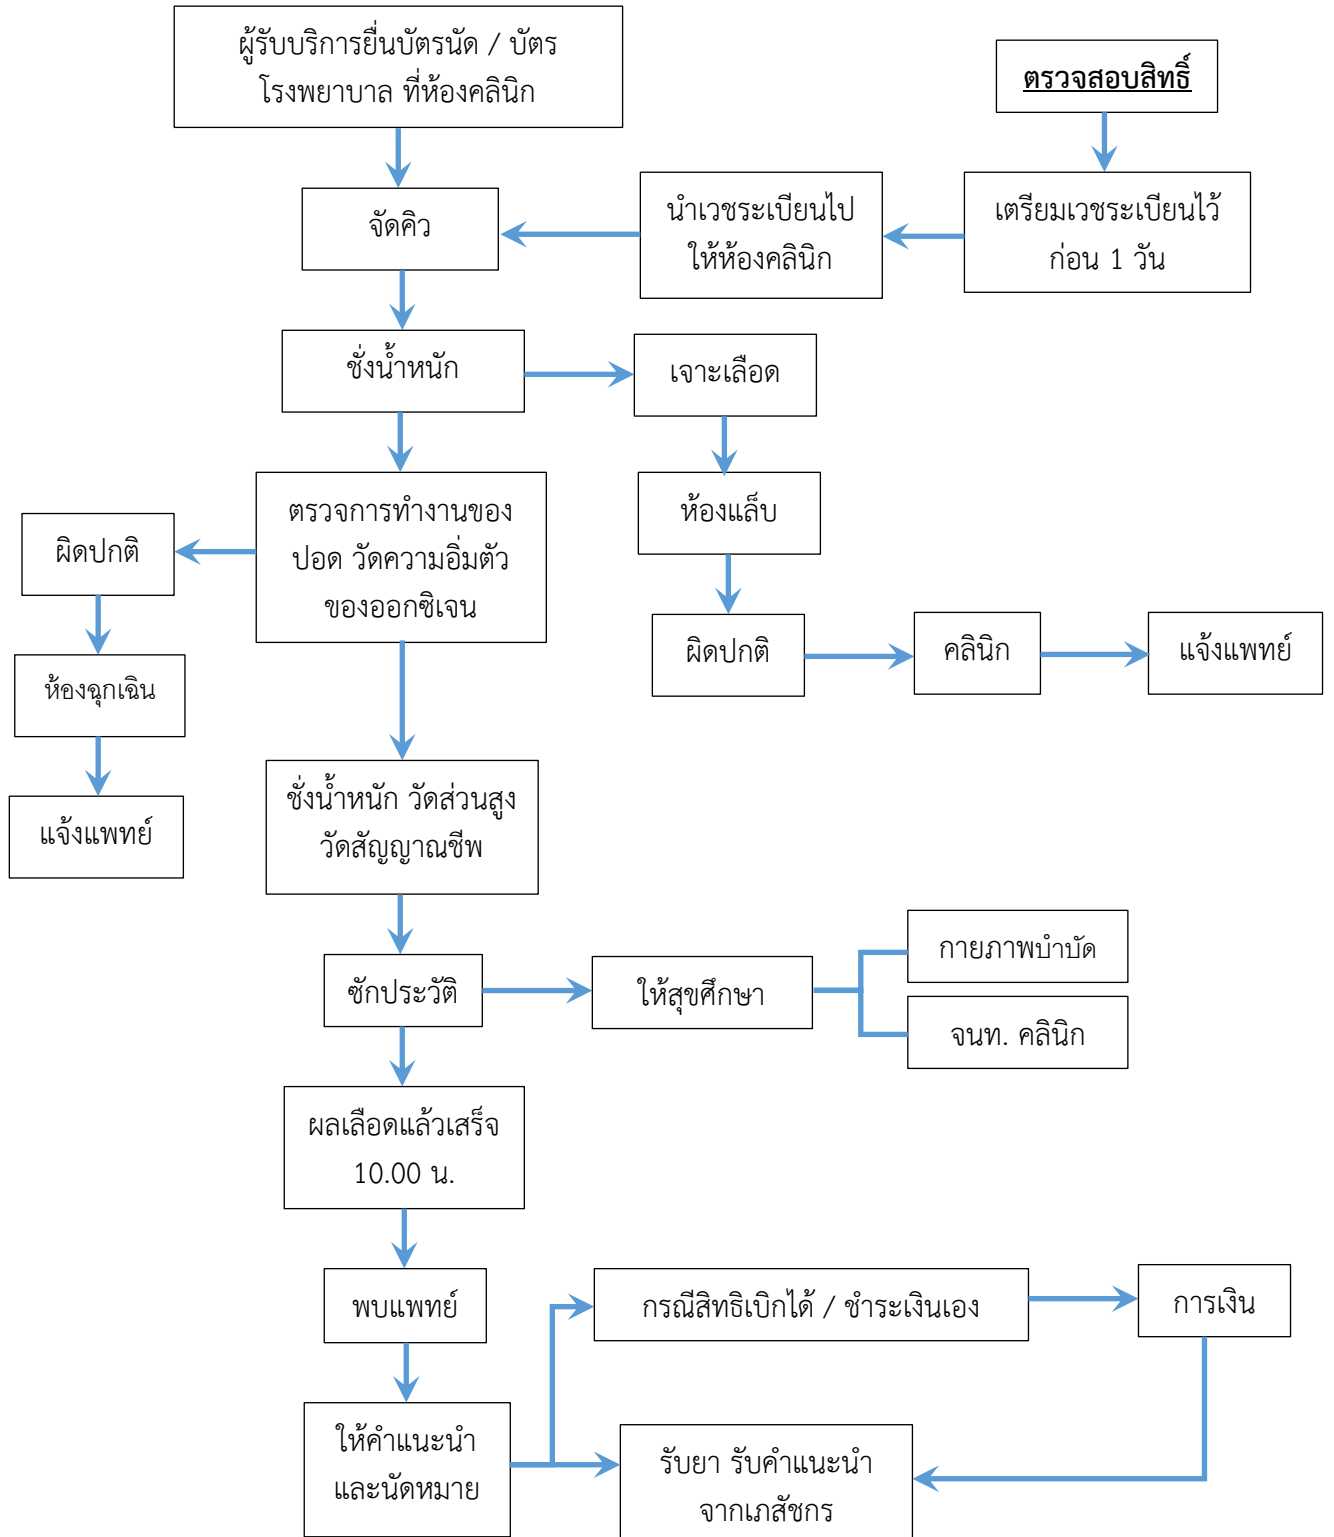 ผู้รับบริการยื่นบัตรนัด / บัตร
โรงพยาบาล ที่ห้องคลินิก
ตรวจสอบสิทธิ์
จัดคิว
นำเวชระเบียนไป
ให้ห้องคลินิก
เตรียมเวชระเบียนไว้
ก่อน 1 วัน
ชั่งน้ำหนัก
เจาะเลือด
ตรวจการทำงานของ
ปอด วัดความอิ่มตัว
ของออกซิเจน
ผิดปกติ
ห้องแล็บ
ห้องฉุกเฉิน
ผิดปกติ
คลินิก
แจ้งแพทย์
แจ้งแพทย์
ชั่งน้ำหนัก วัดส่วนสูง
วัดสัญญาณชีพ
ซักประวัติ
ให้สุขศึกษา
กายภาพบำบัด
จนท. คลินิก
ผลเลือดแล้วเสร็จ
10.00 น.
พบแพทย์
กรณีสิทธิเบิกได้ / ชำระเงินเอง
การเงิน
ให้คำแนะนำ
และนัดหมาย
รับยา รับคำแนะนำ
จากเภสัชกร